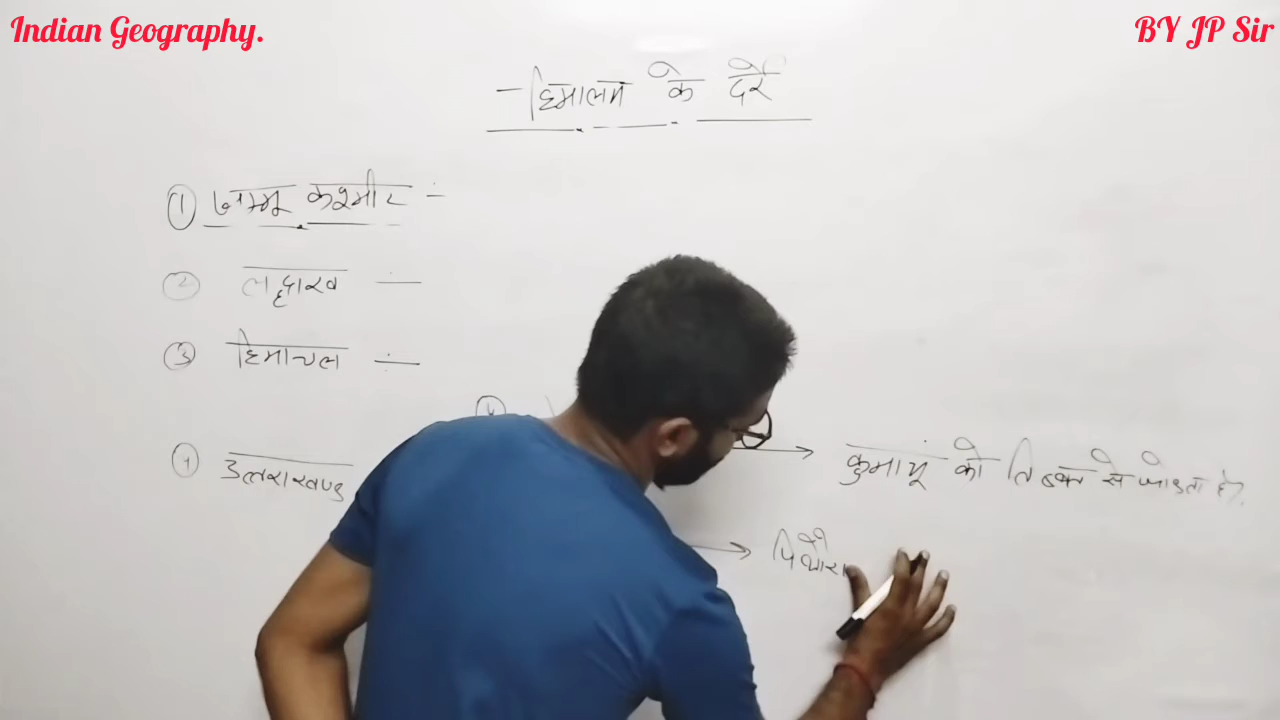 Indian Geography.
BY JP Sir
- हिमालय के दर्रे
① जम्मू कश्मीर ÷
② लद्दाख —
③ हिमाचल ÷
④ उत्तराखण्ड
→ कुमायू को तिब्बत से जोड़ता है
→ पिथौरा